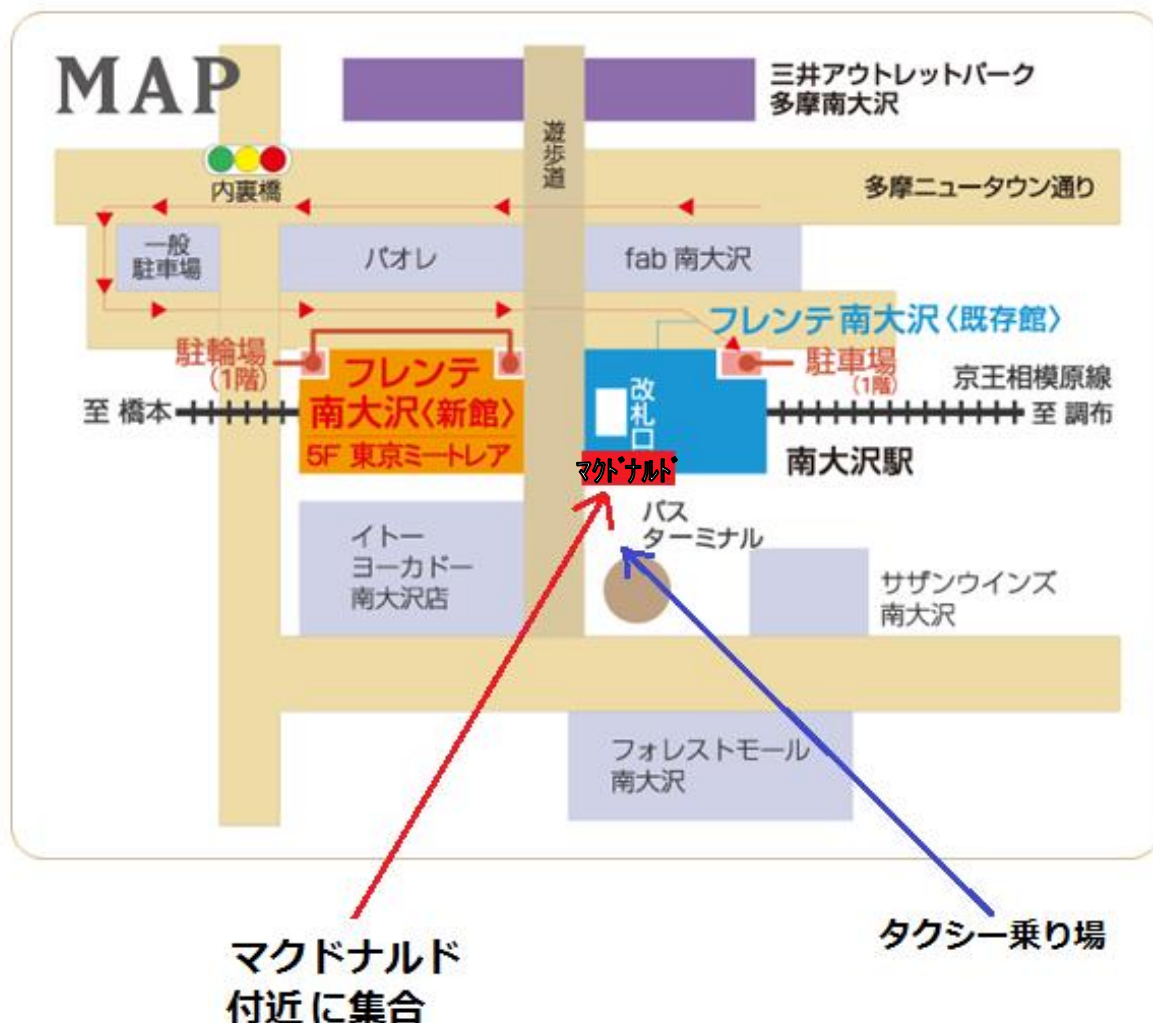 MAP
三井アウトレットパーク
多摩南大沢
遊歩道
内裏橋
多摩ニュータウン通り
一般
駐車場
パオレ
fab 南大沢
フレンテ 南大沢〈既存館〉
駐輪場
(1階)
フレンテ
南大沢〈新館〉
5F 東京ミートレア
改札口
駐車場
(1階)
京王相模原線
至 橋本
至 調布
南大沢駅
マクドナルド
バス
ターミナル
イトー
ヨーカドー
南大沢店
サザンウインズ
南大沢
フォレストモール
南大沢
マクドナルド
付近に集合
タクシー乗り場